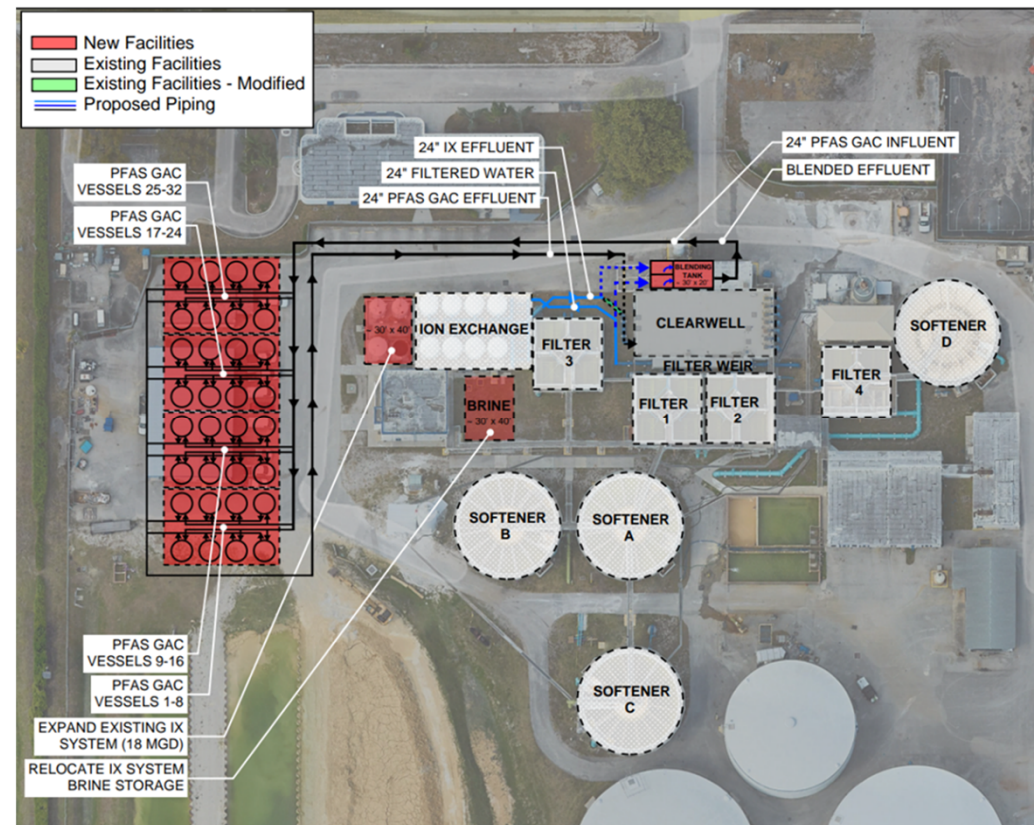 New Facilities
Existing Facilities
Existing Facilities - Modified
Proposed Piping
24" IX EFFLUENT
24" FILTERED WATER
24" PFAS GAC EFFLUENT
24" PFAS GAC INFLUENT
BLENDED EFFLUENT
PFAS GAC
VESSELS 25-32
PFAS GAC
VESSELS 17-24
BLENDING
TANK
~ 30' x 20'
~ 30' x 40'
ION EXCHANGE
CLEARWELL
FILTER
3
FILTER WEIR
SOFTENER
D
FILTER
4
BRINE
~ 30' x 40'
FILTER
1
FILTER
2
SOFTENER
B
SOFTENER
A
SOFTENER
C
PFAS GAC
VESSELS 9-16
PFAS GAC
VESSELS 1-8
EXPAND EXISTING IX
SYSTEM (18 MGD)
RELOCATE IX SYSTEM
BRINE STORAGE